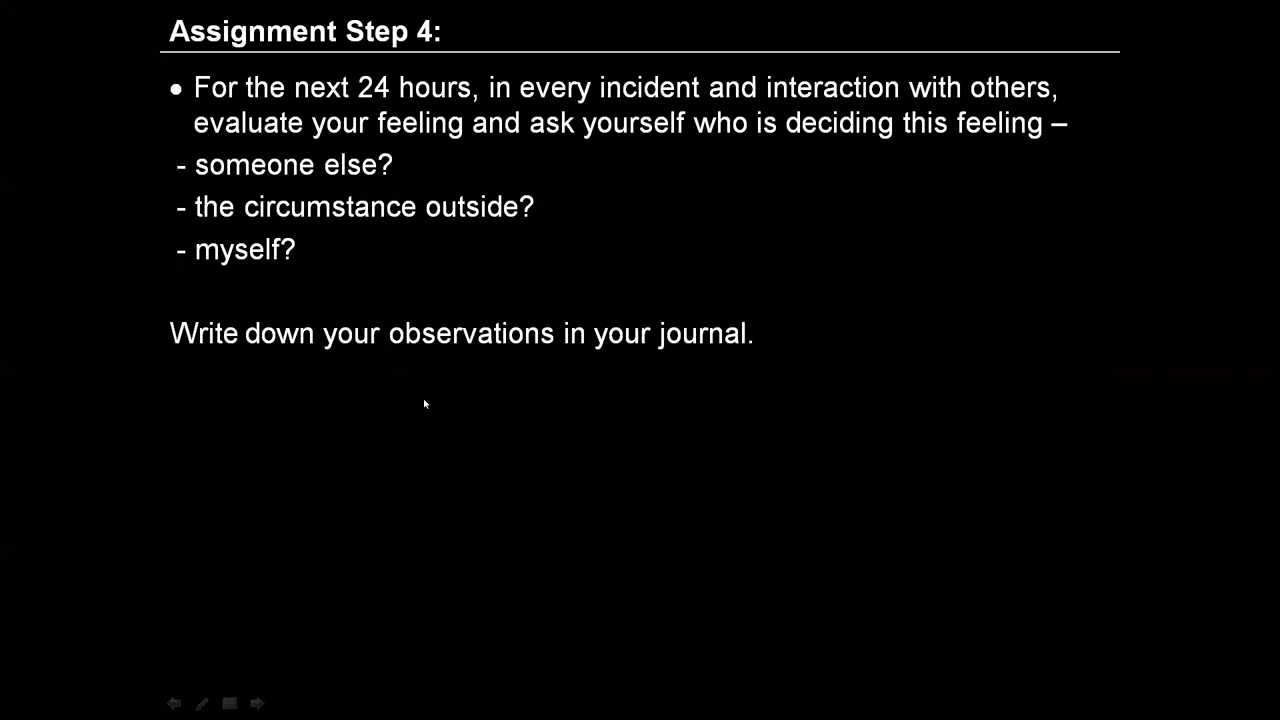 Assignment Step 4:
● For the next 24 hours, in every incident and interaction with others,
evaluate your feeling and ask yourself who is deciding this feeling –
- someone else?
- the circumstance outside?
- myself?
Write down your observations in your journal.